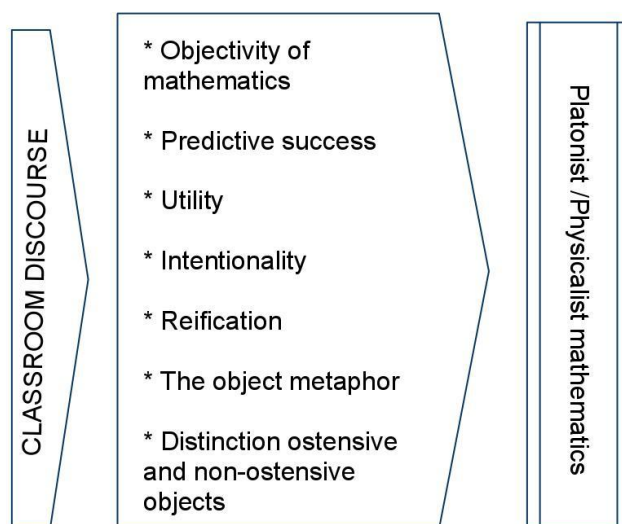 CLASSROOM DISCOURSE
* Objectivity of
mathematics
* Predictive success
* Utility
* Intentionality
* Reification
* The object metaphor
* Distinction ostensive
and non-ostensive
objects
Platonist /Physicalist mathematics